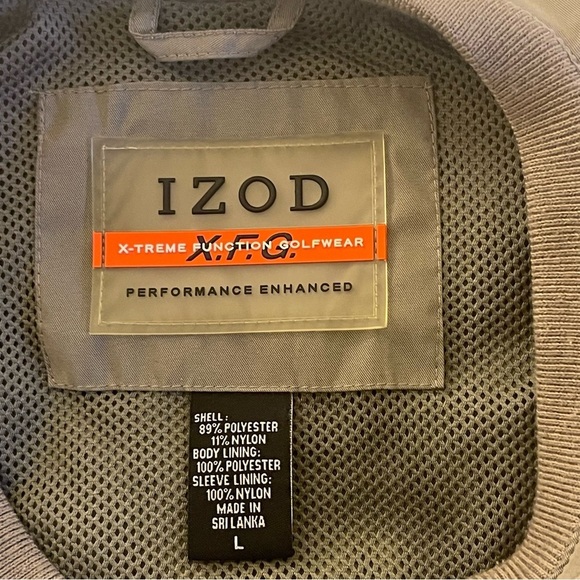 IZOD
X-TREME FUNCTION GOLFWEAR
X.F.G.
PERFORMANCE ENHANCED
SHELL:
89% POLYESTER
11% NYLON
BODY LINING:
100% POLYESTER
SLEEVE LINING:
100% NYLON
MADE IN
SRI LANKA
L